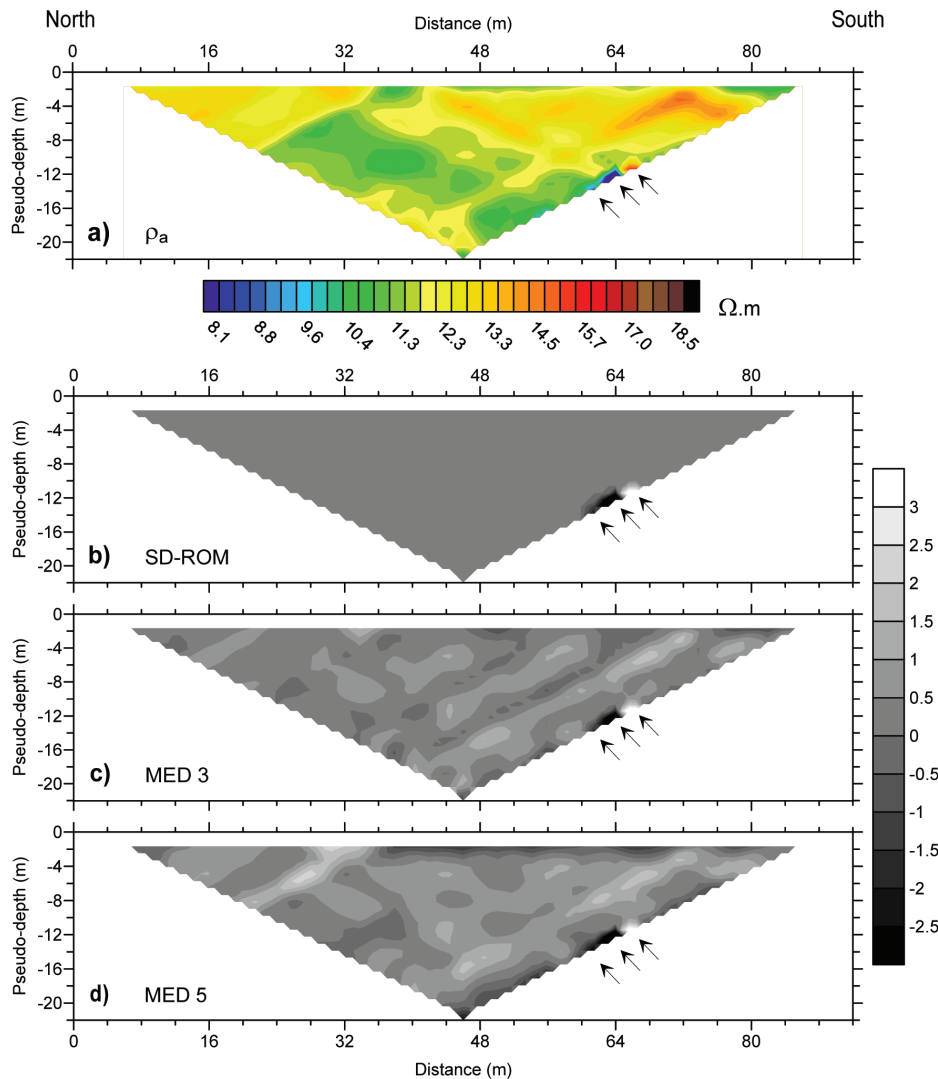 North Distance (m) South
0 16 32 48 64 80
0
-4
-8
-12
-16
-20
Pseudo-depth (m)
a) ρa
8.1 8.8 9.6 10.4 11.3 12.3 13.3 14.5 15.7 17.0 18.5 Ω.m
0 16 32 48 64 80
0
-4
-8
-12
-16
-20
Pseudo-depth (m)
b) SD-ROM
0
-4
-8
-12
-16
-20
Pseudo-depth (m)
c) MED 3
0
-4
-8
-12
-16
-20
Pseudo-depth (m)
d) MED 5
0 16 32 48 64 80
Distance (m)
3
2.5
2
1.5
1
0.5
0
-0.5
-1
-1.5
-2
-2.5